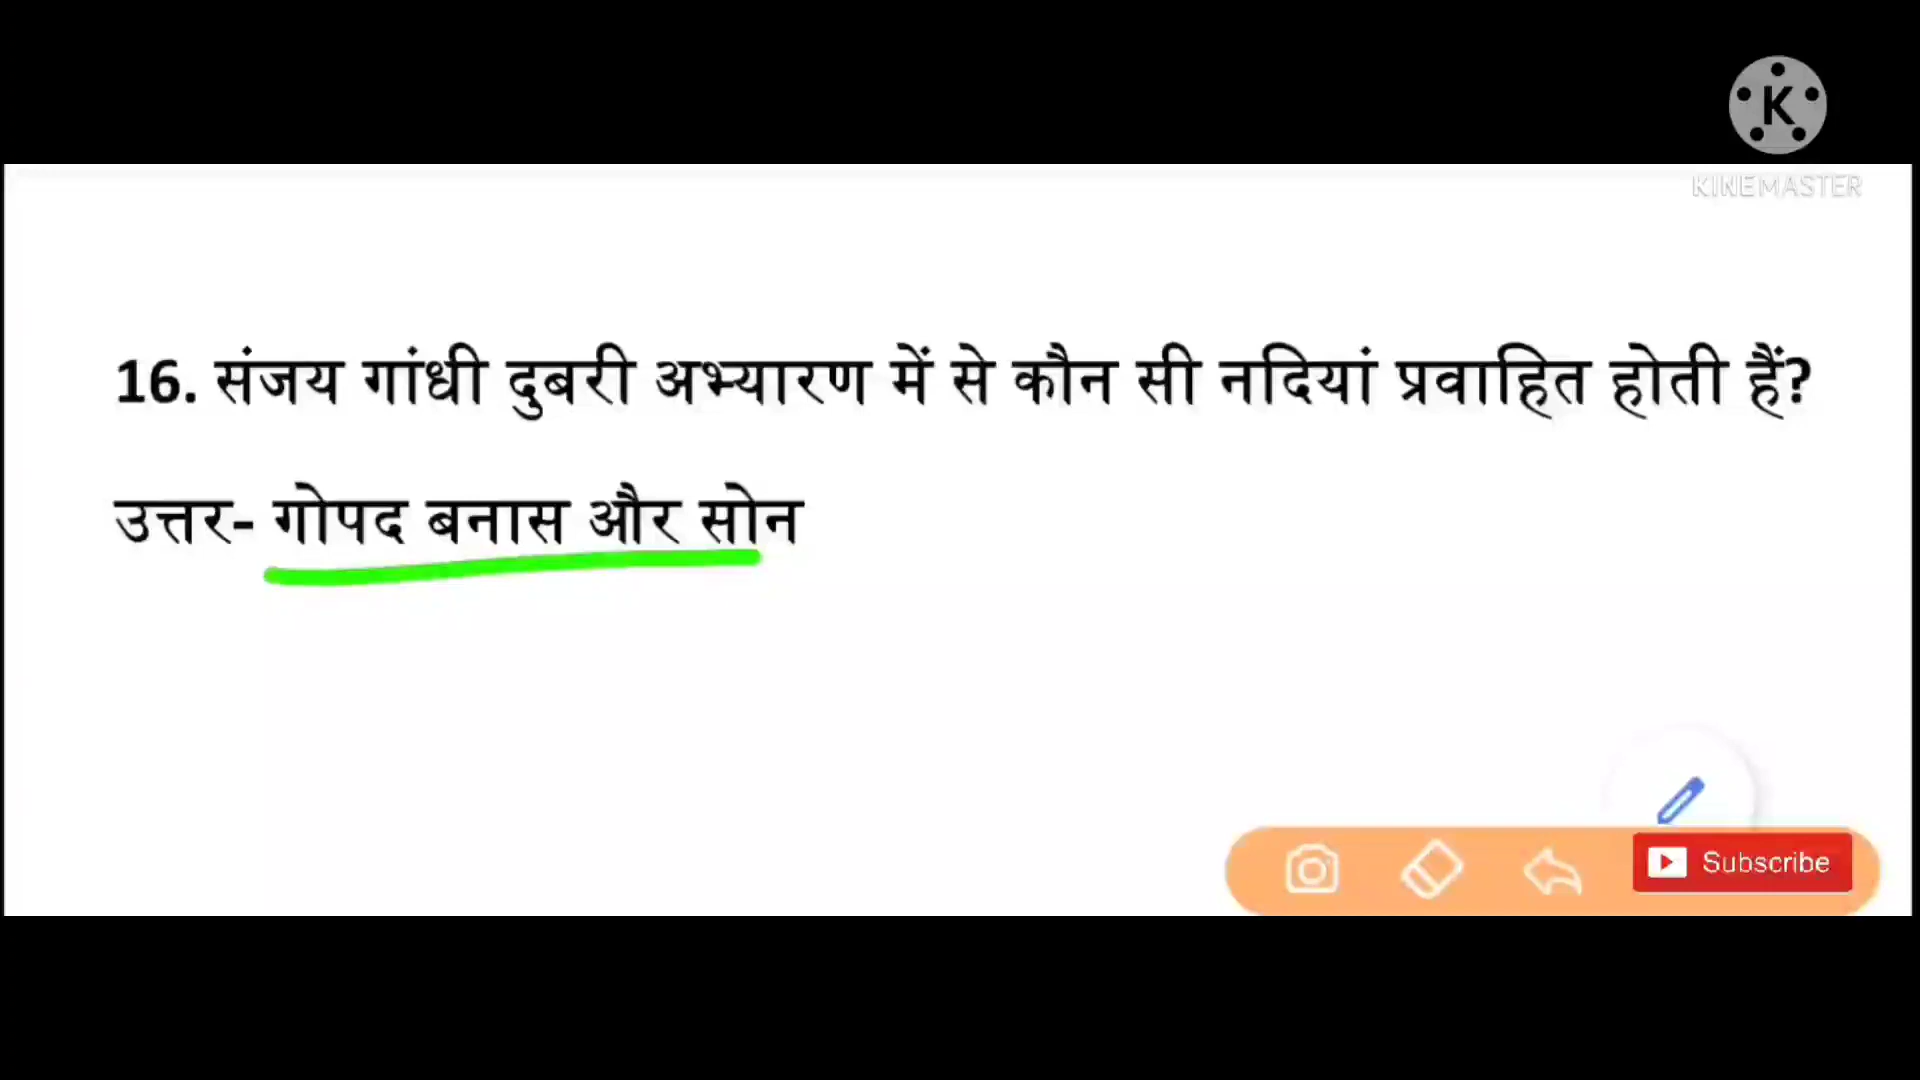 K
KINEMASTER
16. संजय गांधी दुबरी अभ्यारण में से कौन सी नदियां प्रवाहित होती हैं?
उत्तर- गोपद बनास और सोन
Subscribe